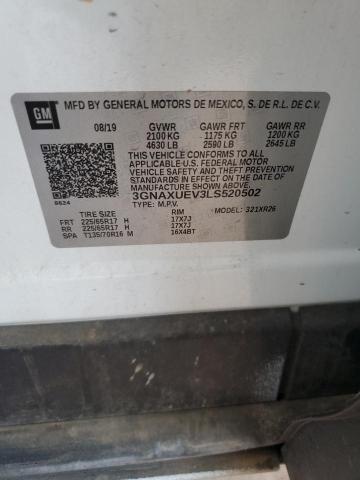 GM
MFD BY GENERAL MOTORS DE MEXICO, S. DE R.L. DE C.V.
08/19 GVWR GAWR FRT GAWR RR
2100 KG 1175 KG 1200 KG
4630 LB 2590 LB 2645 LB
THIS VEHICLE CONFORMS TO ALL
APPLICABLE U.S. FEDERAL MOTOR
VEHICLE SAFETY AND THEFT PREVENTION
STANDARDS IN EFFECT ON THE DATE OF
MANUFACTURE SHOWN ABOVE.
3GNAXUEV3LS520502
TYPE: M.P.V. MODEL: 321XR26
8624
TIRE SIZE RIM
FRT 225/65R17 H 17X7J
RR 225/65R17 H 17X7J
SPA T135/70R16 M 16X4BT